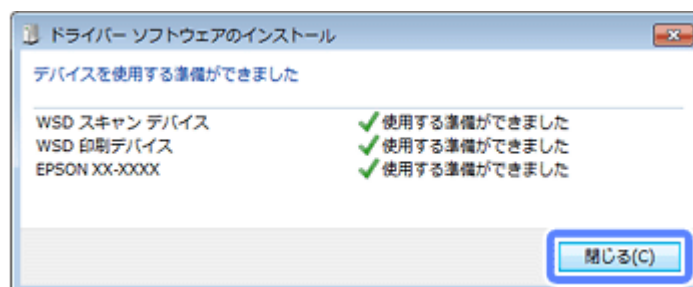 ドライバー ソフトウェアのインストール
デバイスを使用する準備ができました
WSD スキャン デバイス 使用する準備ができました
WSD 印刷デバイス 使用する準備ができました
EPSON XX-XXXX 使用する準備ができました
閉じる(C)